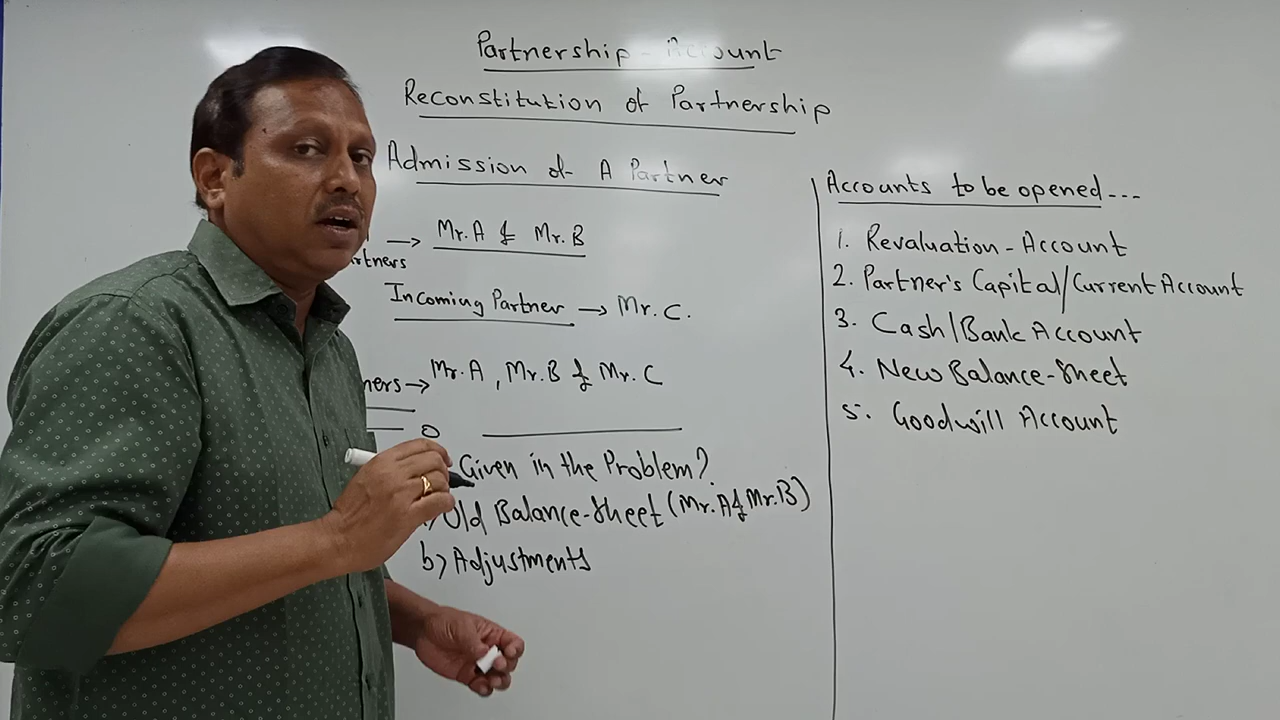 Partnership - Account
Reconstitution of Partnership
Admission of A Partner
→ Mr. A & Mr. B
Incoming Partner → Mr. C.
→ Mr. A , Mr. B & Mr. C
Given in the Problem?
Old Balance-Sheet (Mr. A & Mr. B)
b) Adjustments
Accounts to be opened ---
1. Revaluation - Account
2. Partner's Capital/Current Account
3. Cash/Bank Account
4. New Balance-Sheet
5. Goodwill Account